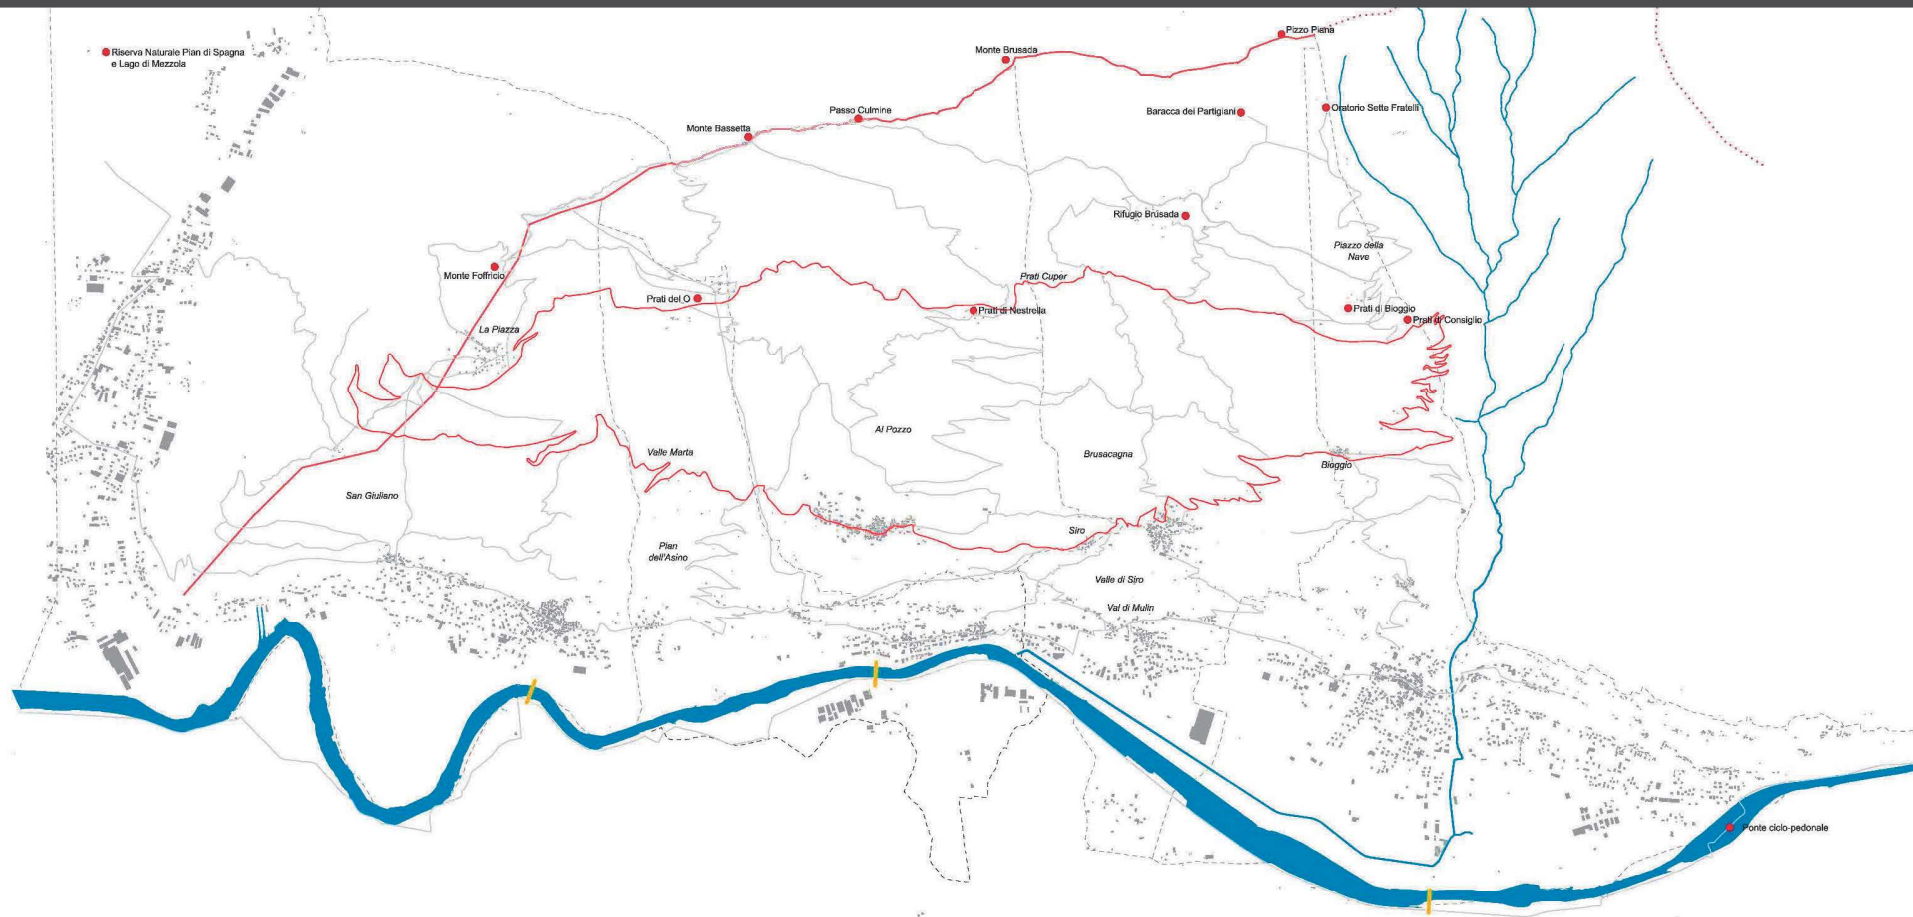 Pizzo Piana
Monte Brusada
Riserva Naturale Pian di Spagna
e Lago di Mezzola
Passo Culmine
Baracca dei Partigiani
Oratorio Sette Fratelli
Monte Bassetta
Rifugio Brusada
Piazzo della
Nave
Monte Foffricio
Prati Cuper
Prati del O
Prati di Nestrella
Prati di Bioggio
Prati di Consiglio
La Piazza
Al Pozzo
Valle Marta
Brusacagna
Bioggio
San Giuliano
Siro
Pian
dell'Asino
Valle di Siro
Val di Mulin
Ponte ciclo-pedonale